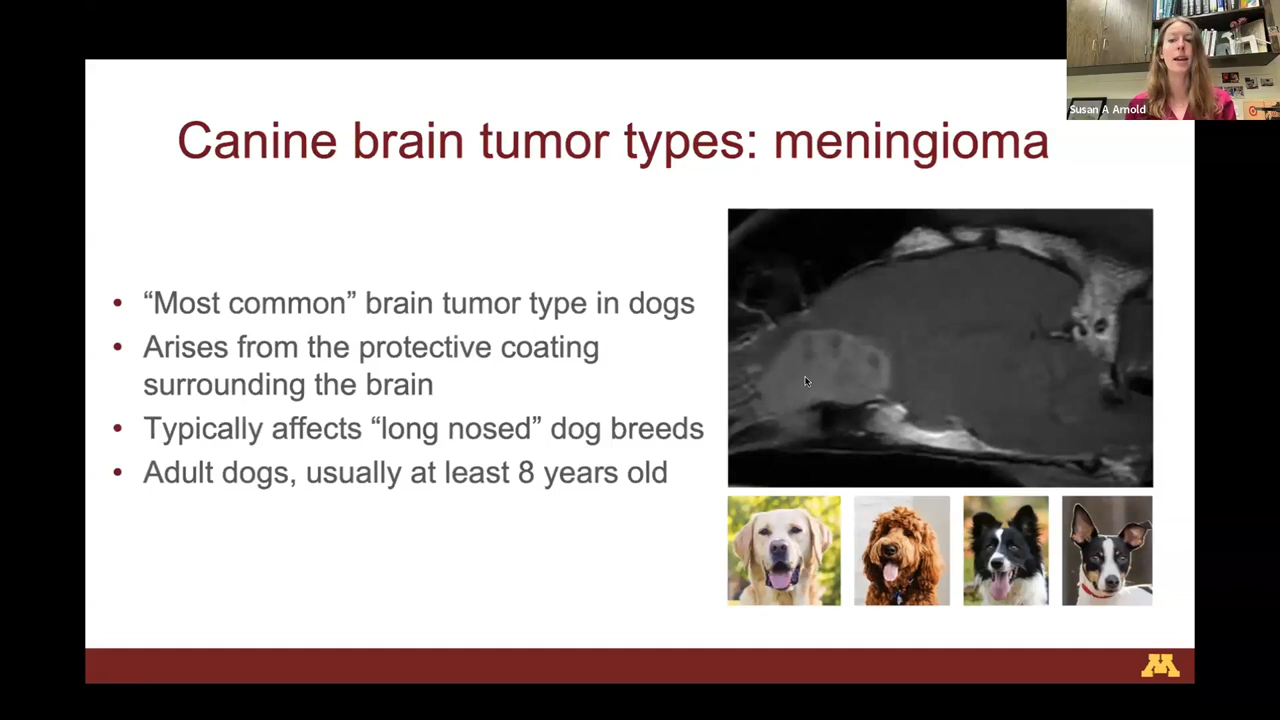 Susan A Arnold
Canine brain tumor types: meningioma
• “Most common” brain tumor type in dogs
• Arises from the protective coating
surrounding the brain
• Typically affects “long nosed” dog breeds
• Adult dogs, usually at least 8 years old
M